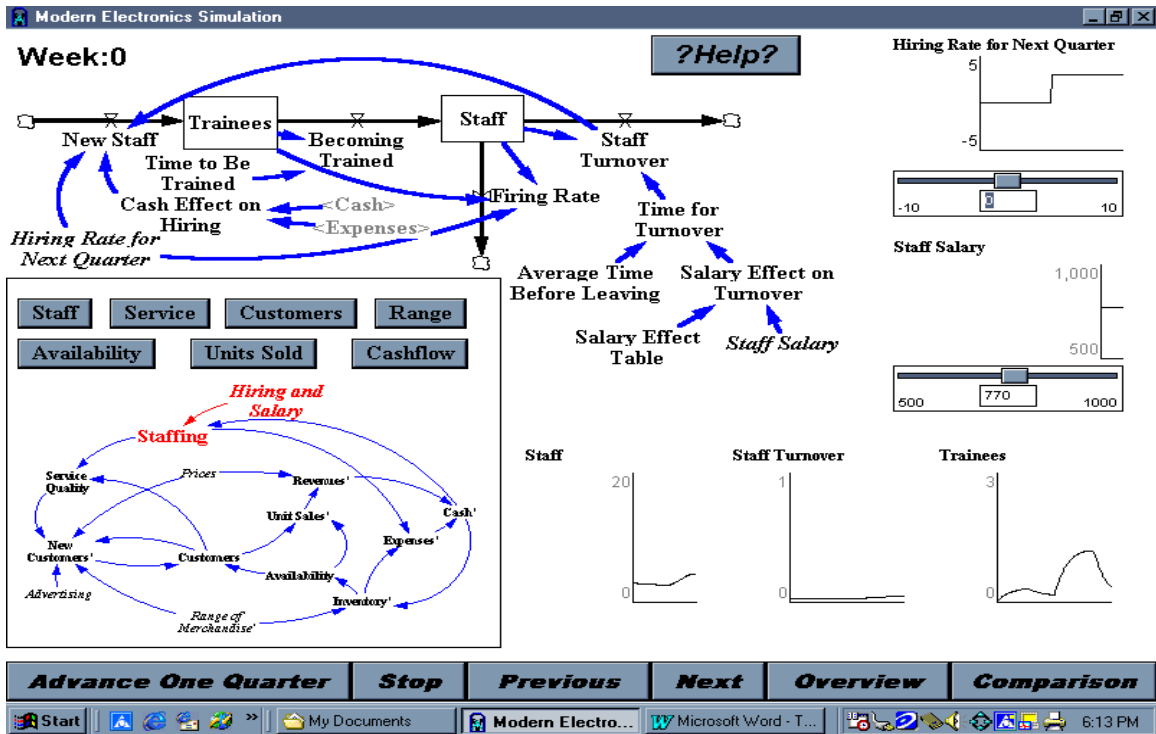 Modern Electronics Simulation
Week:0
?Help?
Hiring Rate for Next Quarter
5
-5
-10
0
10
New Staff
Trainees
Becoming
Trained
Staff
Staff
Turnover
Time to Be
Trained
Cash Effect on
Hiring
<Cash>
<Expenses>
Firing Rate
Hiring Rate for
Next Quarter
Time for
Turnover
Average Time
Before Leaving
Salary Effect on
Turnover
Salary Effect
Table
Staff Salary
Staff Salary
1,000
500
500
770
1000
Staff
Service
Customers
Range
Availability
Units Sold
Cashflow
Hiring and
Salary
Staffing
Service
Quality
Prices
Revenues'
Unit Sales'
Cash'
Expenses'
New
Customers'
Customers
Availability
Advertising
Inventory'
Range of
Merchandise'
Staff
20
0
Staff Turnover
1
0
Trainees
3
0
Advance One Quarter
Stop
Previous
Next
Overview
Comparison
Start
»
My Documents
Modern Electro...
Microsoft Word - T...
6:13 PM